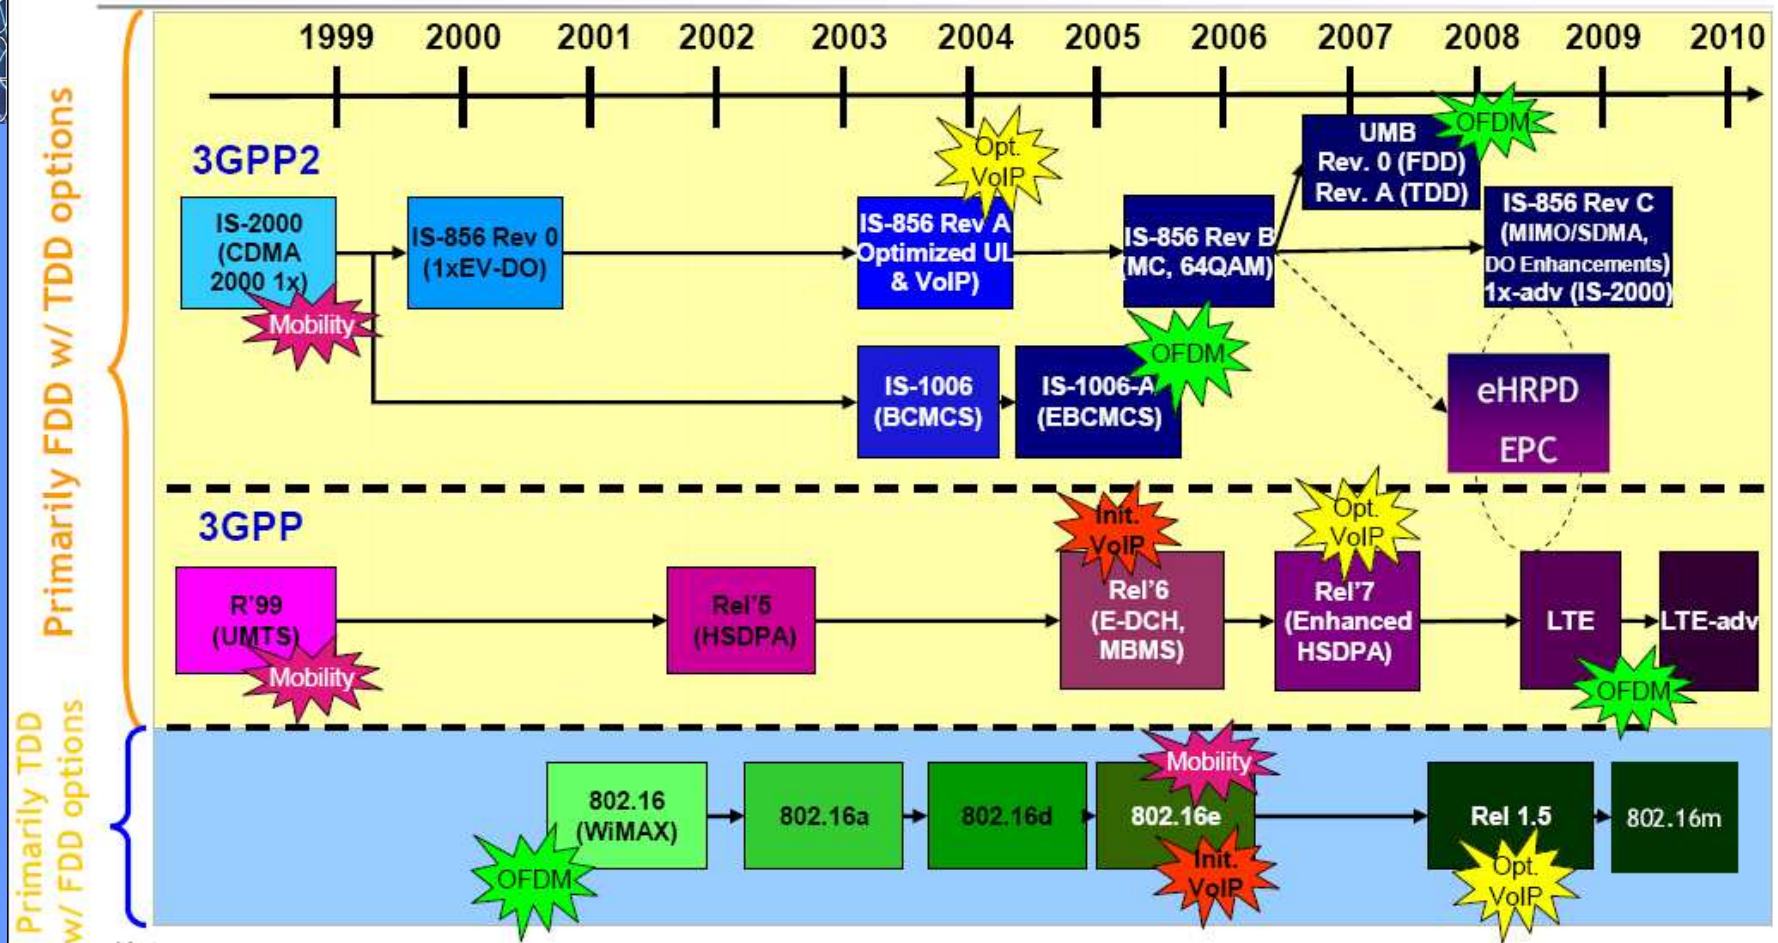 1999 2000 2001 2002 2003 2004 2005 2006 2007 2008 2009 2010
Primarily FDD w/ TDD options
3GPP2
IS-2000
(CDMA
2000 1x)
Mobility
IS-856 Rev 0
(1xEV-DO)
Opt.
VoIP
IS-856 Rev A
Optimized UL
& VoIP)
IS-856 Rev B
(MC, 64QAM)
OFDM
UMB
Rev. 0 (FDD)
Rev. A (TDD)
IS-856 Rev C
(MIMO/SDMA,
DO Enhancements)
1x-adv (IS-2000)
IS-1006
(BCMCS)
IS-1006-A
(EBCMCS)
OFDM
eHRPD
EPC
3GPP
R'99
(UMTS)
Mobility
Rel'5
(HSDPA)
Init.
VoIP
Rel'6
(E-DCH,
MBMS)
Opt.
VoIP
Rel'7
(Enhanced
HSDPA)
LTE
OFDM
LTE-adv
Primarily TDD
w/ FDD options
802.16
(WiMAX)
OFDM
802.16a
802.16d
Mobility
802.16e
Init.
VoIP
Rel 1.5
Opt.
VoIP
802.16m